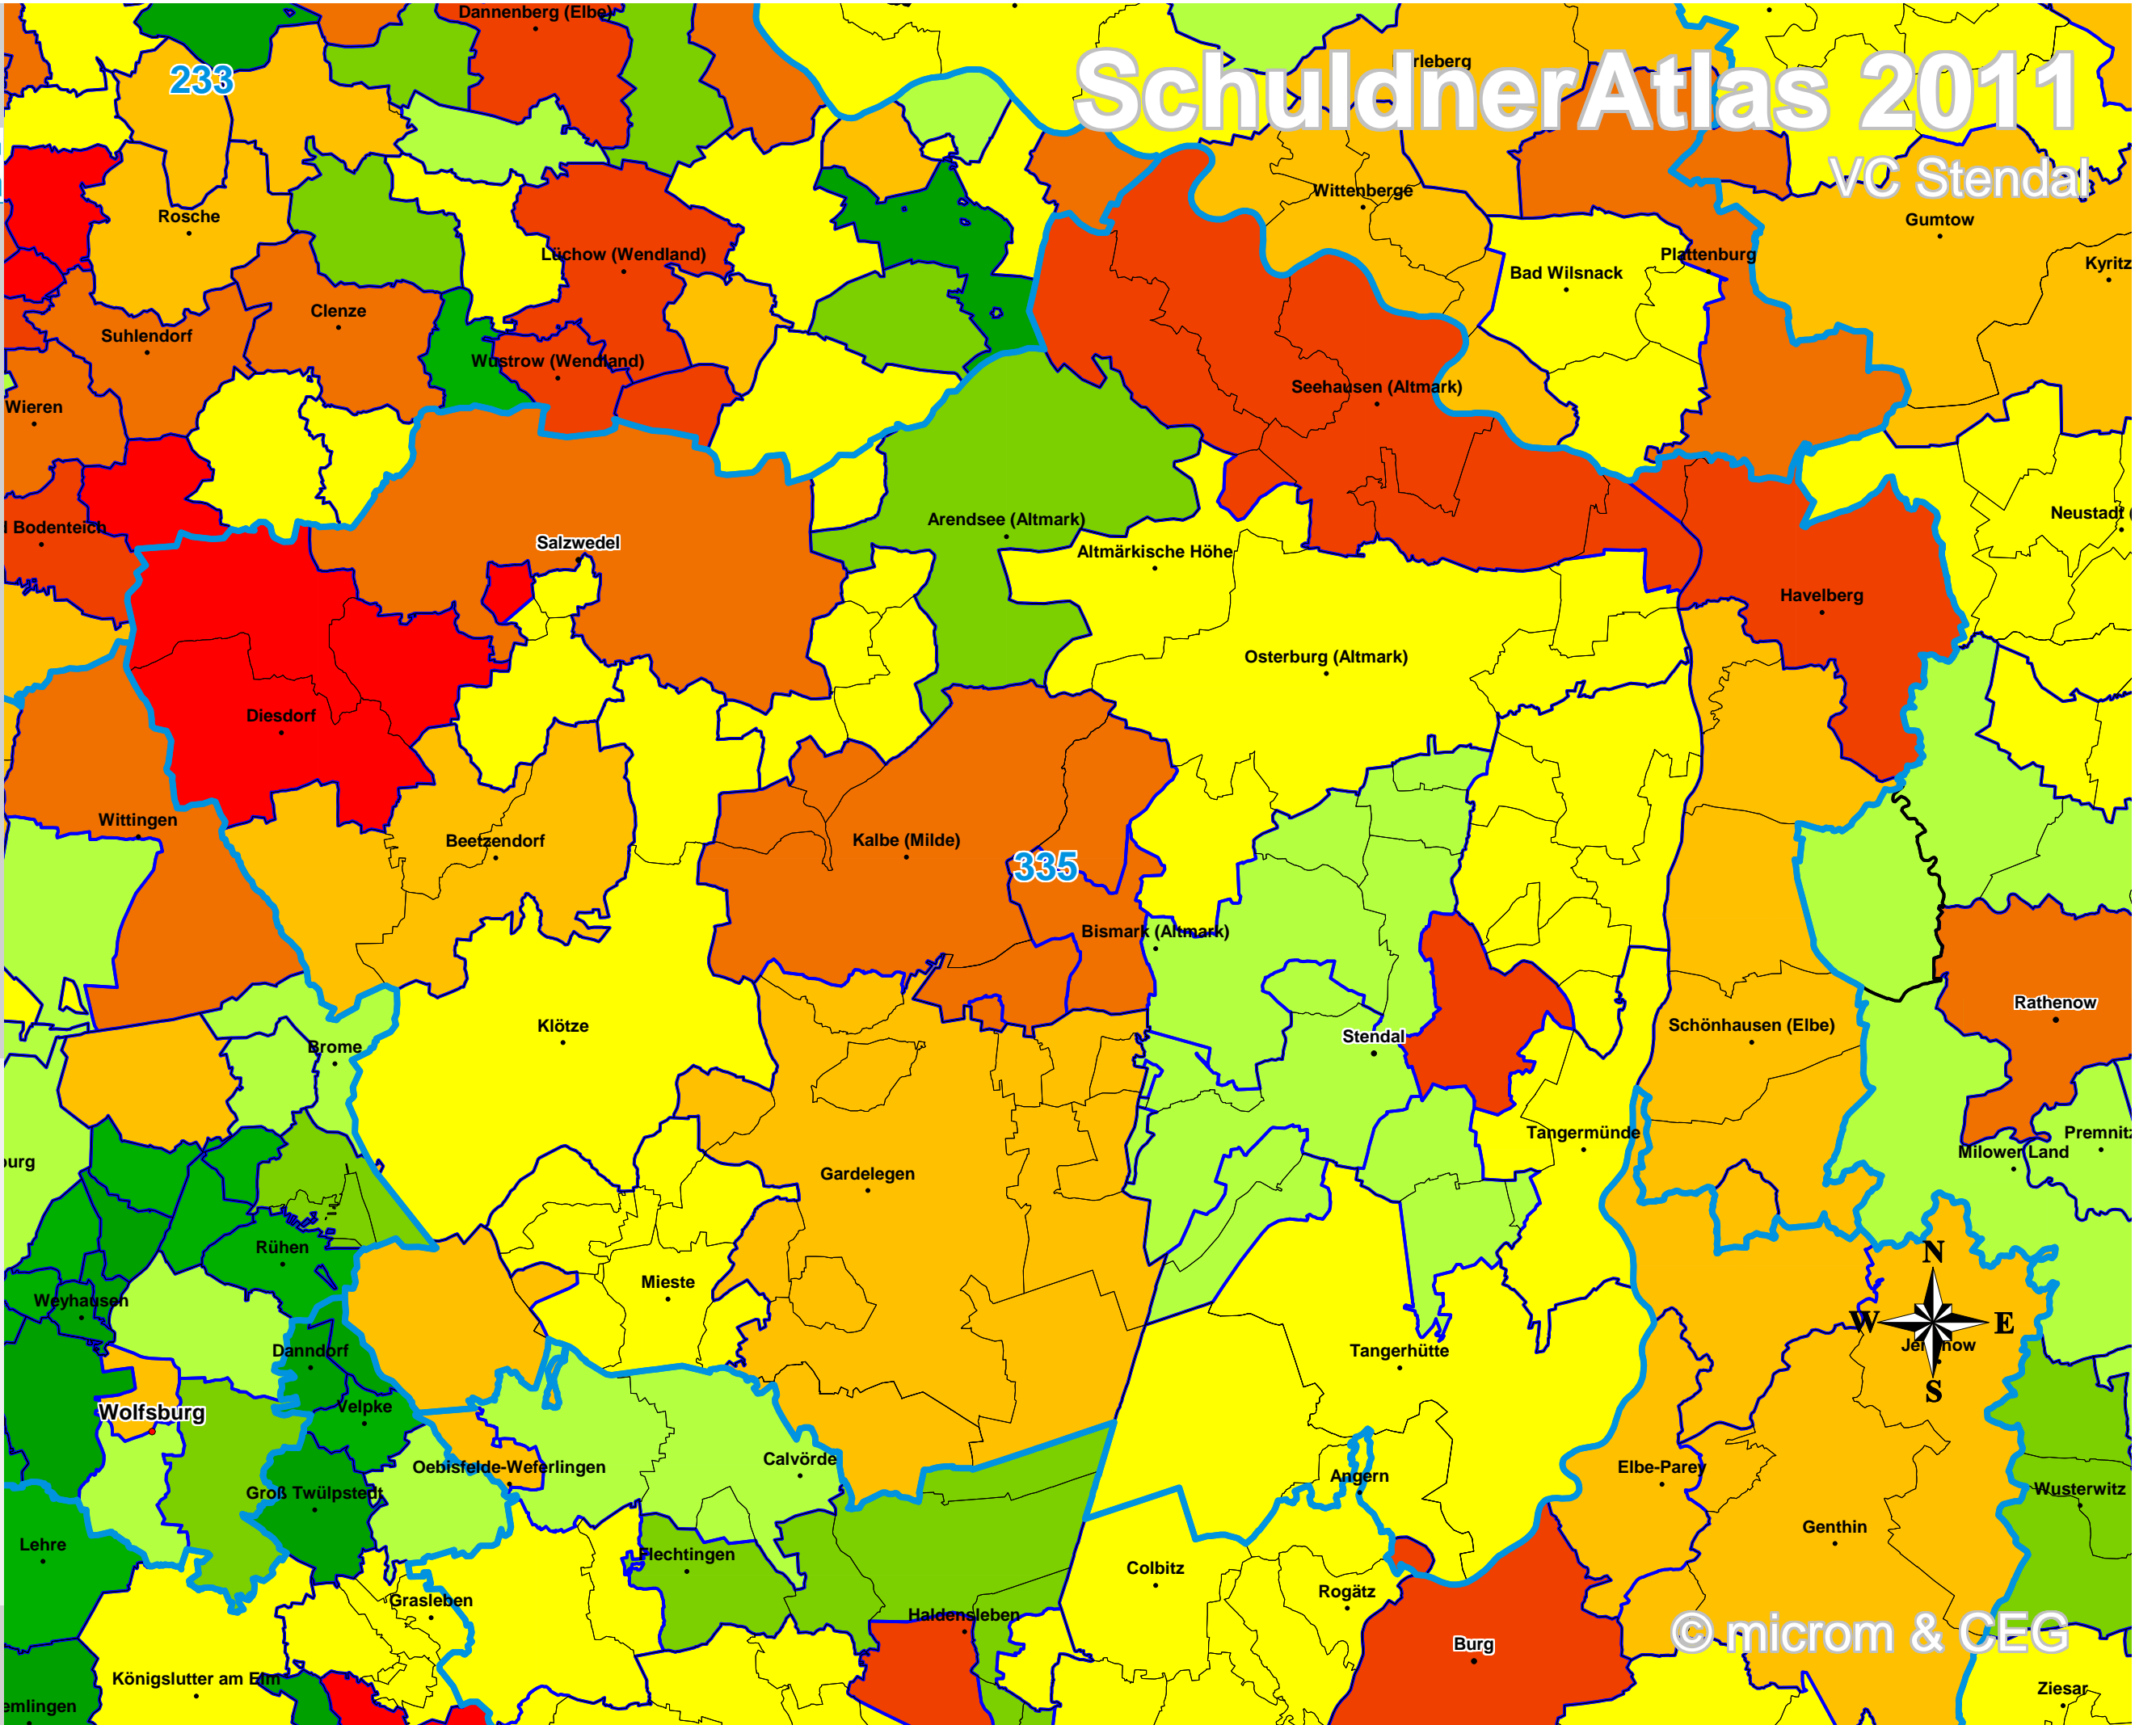 Dannenberg (Elbe)
SchuldnerAtlas 2011
VC Stendal
233
Wittenberge
Rosche
Gumtow
Lüchow (Wendland)
Plattenburg
Kyritz
Bad Wilsnack
Clenze
Suhlendorf
Wustrow (Wendland)
Seehausen (Altmark)
Wieren
Arendsee (Altmark)
Neustadt (
d Bodenteich
Salzwedel
Altmärkische Höhe
Havelberg
Osterburg (Altmark)
Diesdorf
Wittingen
Beetzendorf
Kalbe (Milde)
335
Bismark (Altmark)
Rathenow
Klötze
Schönhausen (Elbe)
Stendal
Brome
Tangermünde
Premnitz
Milower Land
burg
Gardelegen
Rühen
N
Mieste
Weyhausen
W
E
Danndorf
Tangerhütte
S
Velpke
Wolfsburg
Calvörde
Oebisfelde-Weferlingen
Elbe-Parey
Angern
Wusterwitz
Groß Twülpstedt
Genthin
Lehre
Flechtingen
Colbitz
Rogätz
Grasleben
Haldensleben
© microm & CEG
Burg
Königslutter am Elm
Ziesar
emlingen